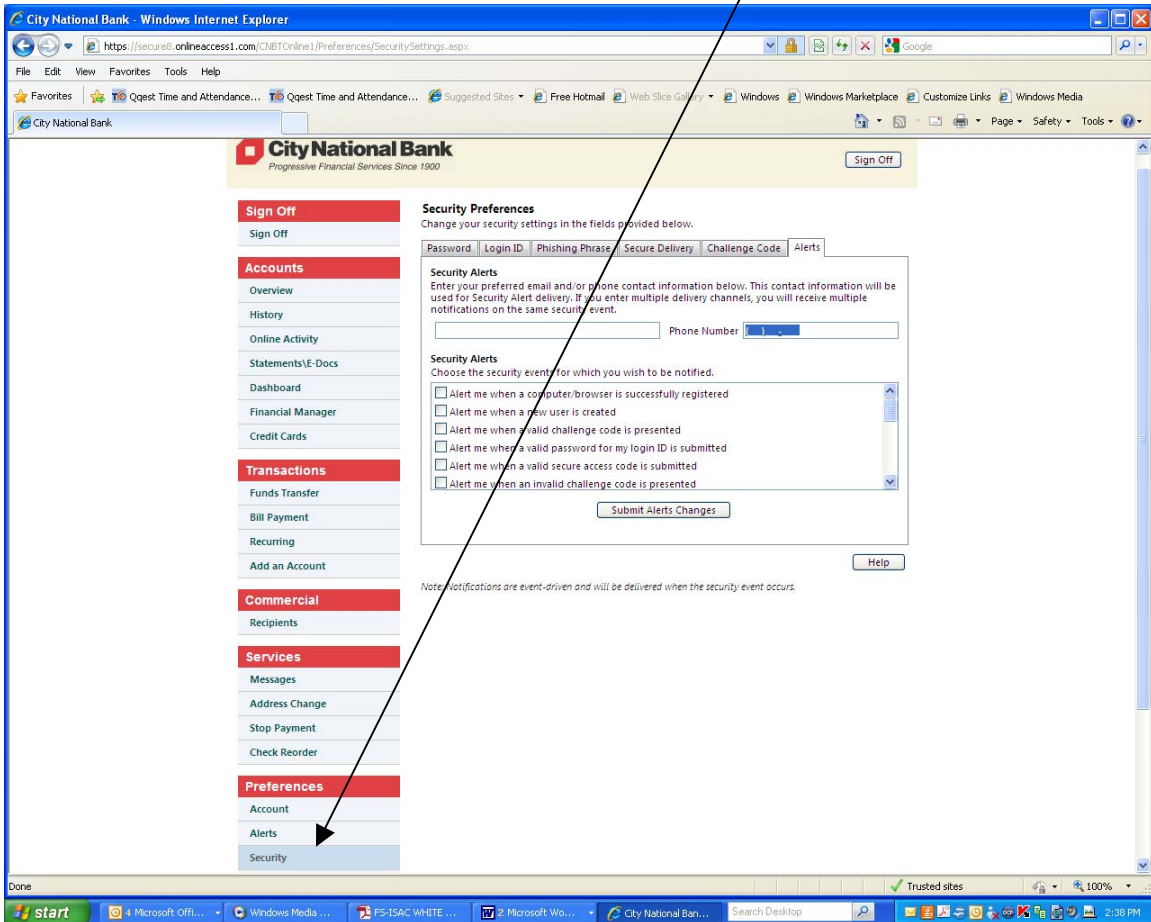 City National Bank - Windows Internet Explorer
https://secure8.onlineaccess1.com/CNBTOnline1/Preferences/SecuritySettings.aspx
Google
File Edit View Favorites Tools Help
Favorites Qqest Time and Attendance... Qqest Time and Attendance... Suggested Sites Free Hotmail Web Slice Gallery Windows Windows Marketplace Customize Links Windows Media
City National Bank
Page Safety Tools
City National Bank
Progressive Financial Services Since 1900
Sign Off
Sign Off
Sign Off
Accounts
Overview
History
Online Activity
Statements\E-Docs
Dashboard
Financial Manager
Credit Cards
Transactions
Funds Transfer
Bill Payment
Recurring
Add an Account
Commercial
Recipients
Services
Messages
Address Change
Stop Payment
Check Reorder
Preferences
Account
Alerts
Security
Security Preferences
Change your security settings in the fields provided below.
Password Login ID Phishing Phrase Secure Delivery Challenge Code Alerts
Security Alerts
Enter your preferred email and/or phone contact information below. This contact information will be
used for Security Alert delivery. If you enter multiple delivery channels, you will receive multiple
notifications on the same security event.
Phone Number ( ) -
Security Alerts
Choose the security events for which you wish to be notified.
Alert me when a computer/browser is successfully registered
Alert me when a new user is created
Alert me when a valid challenge code is presented
Alert me when a valid password for my login ID is submitted
Alert me when a valid secure access code is submitted
Alert me when an invalid challenge code is presented
Submit Alerts Changes
Help
Note: Notifications are event-driven and will be delivered when the security event occurs.
Done
Trusted sites
100%
start
4 Microsoft Offi...
Windows Media ...
FS-ISAC WHITE ...
2 Microsoft Wo...
City National Ban...
Search Desktop
2:38 PM